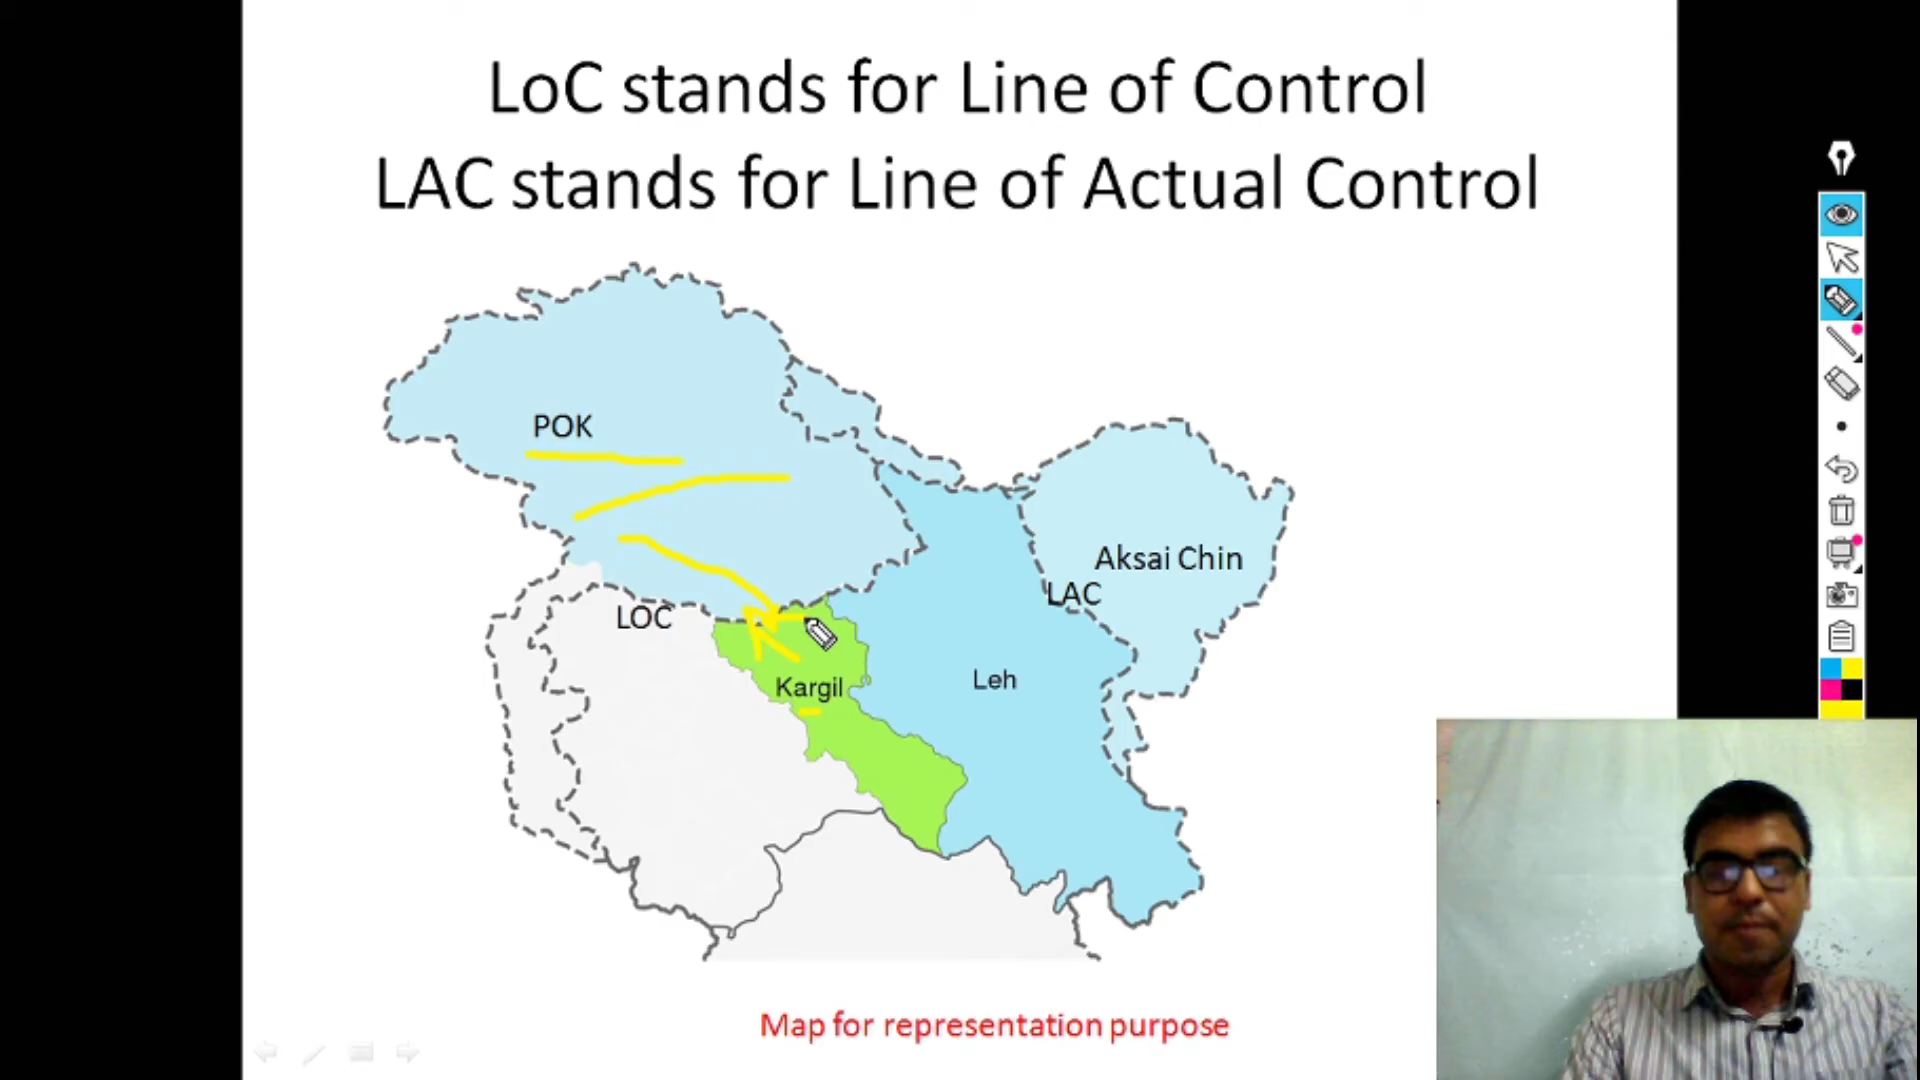 LoC stands for Line of Control
LAC stands for Line of Actual Control
POK
Aksai Chin
LAC
LOC
Leh
Kargil
Map for representation purpose